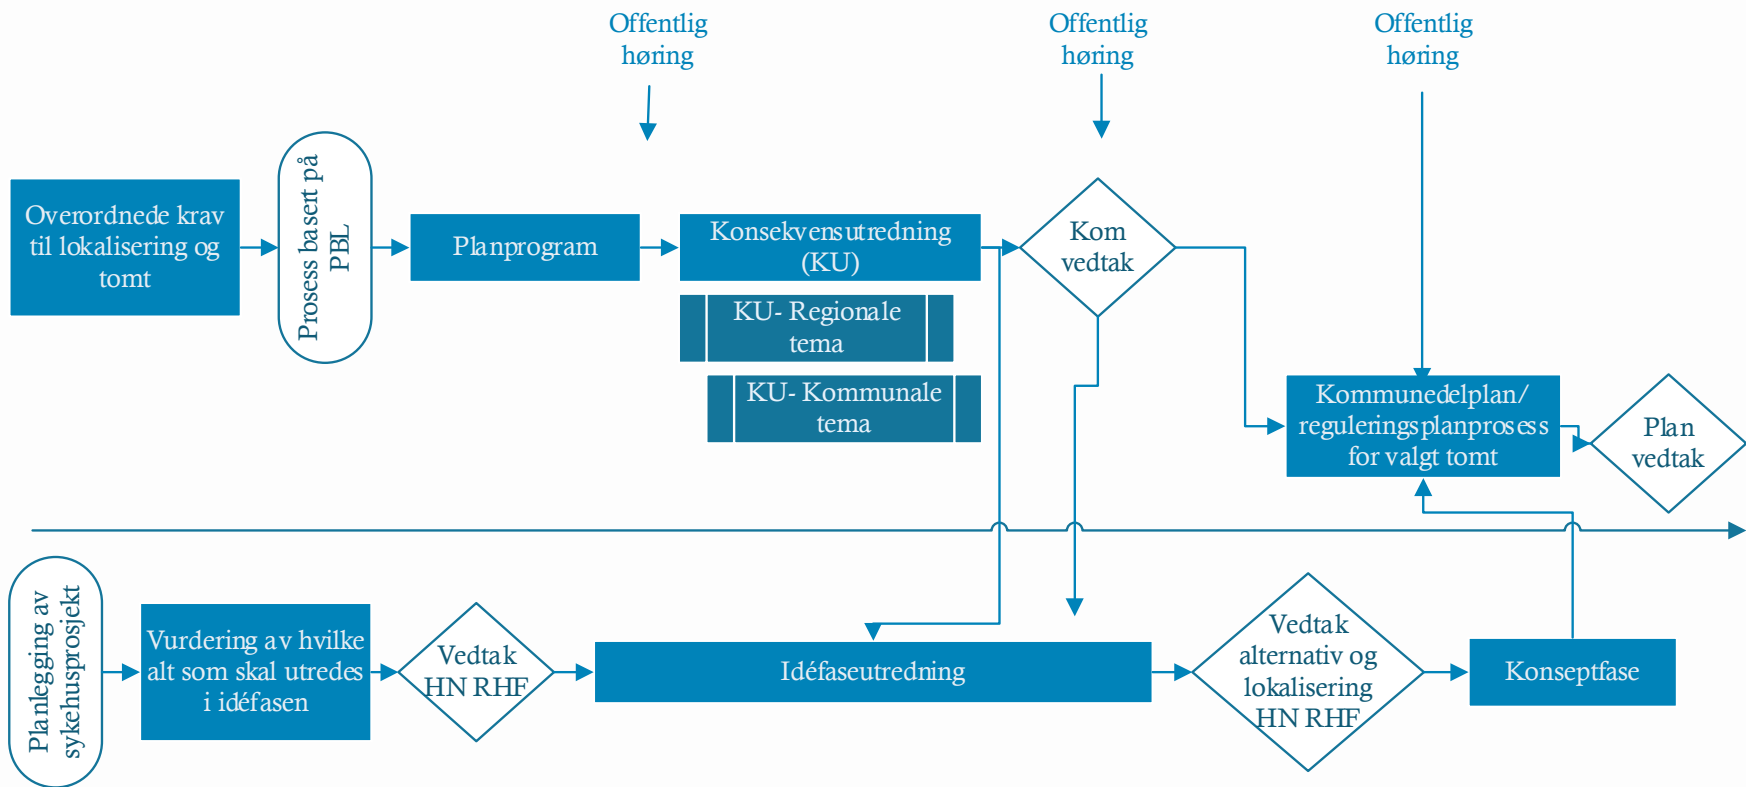 Offentlig
høring
Offentlig
høring
Offentlig
høring
Overordnede krav
til lokalisering og
tomt
Prosess basert på
PBL
Planprogram
Konsekvensutredning
(KU)
KU- Regionale
tema
KU- Kommunale
tema
Kom
vedtak
Kommunedelplan/
reguleringsplanprosess
for valgt tomt
Plan
vedtak
Planlegging av
sykehusprosjekt
Vurdering av hvilke
alt som skal utredes
i idéfasen
Vedtak
HN RHF
Idéfaseutredning
Vedtak
alternativ og
lokalisering
HN RHF
Konseptfase